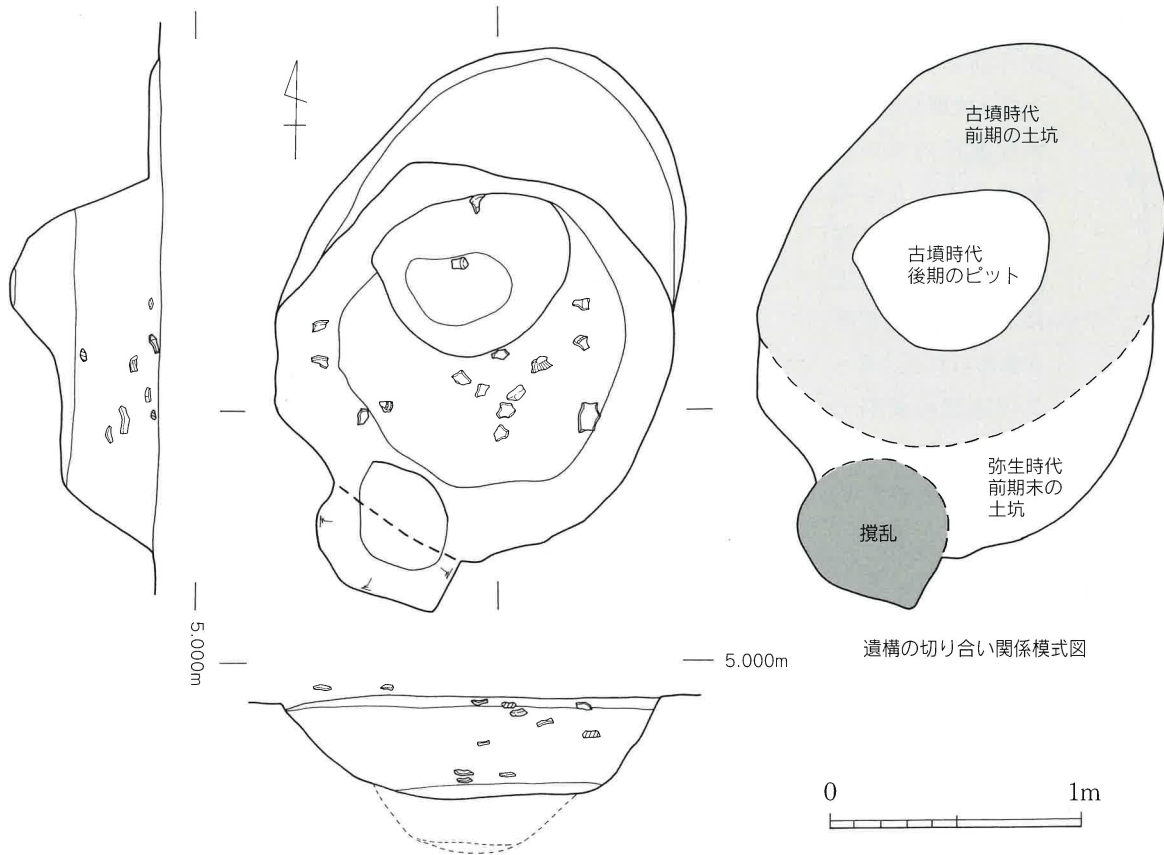 古墳時代
前期の土坑
古墳時代
後期のピット
弥生時代
前期末の
土坑
撹乱
遺構の切り合い関係模式図
5.000m
5.000m
0
1m